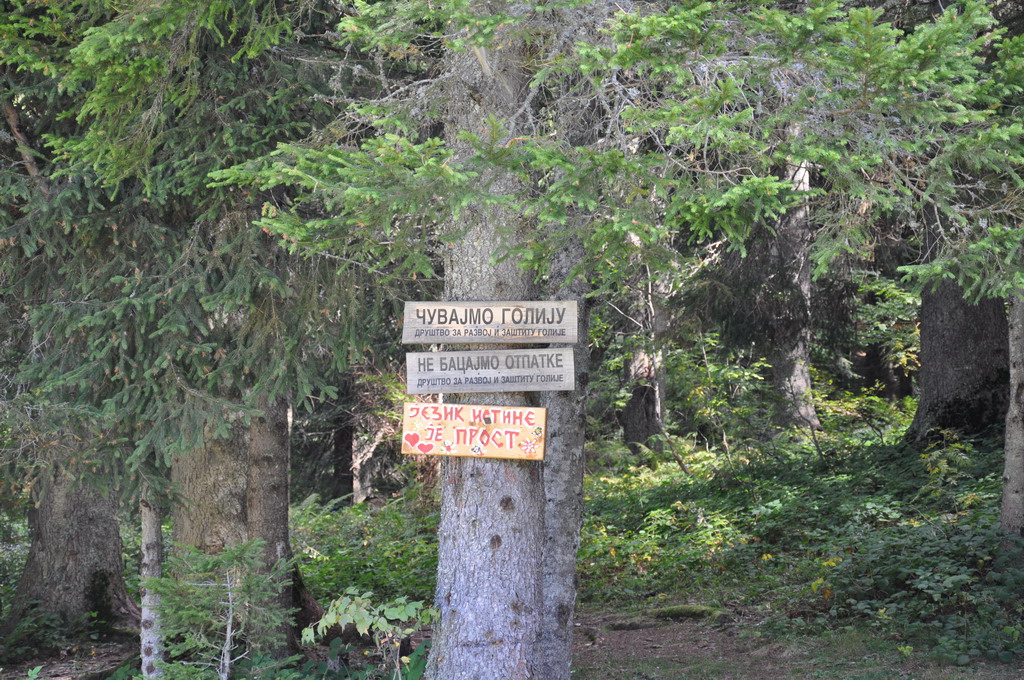 ЧУВАЈМО ГОЛИЈУ
ДРУШТВО ЗА РАЗВОЈ И ЗАШТИТУ ГОЛИЈЕ
НЕ БАЦАЈМО ОТПАТКЕ
ДРУШТВО ЗА РАЗВОЈ И ЗАШТИТУ ГОЛИЈЕ
ЈЕЗИК ИСТИНЕ
ЈЕ ПРОСТ